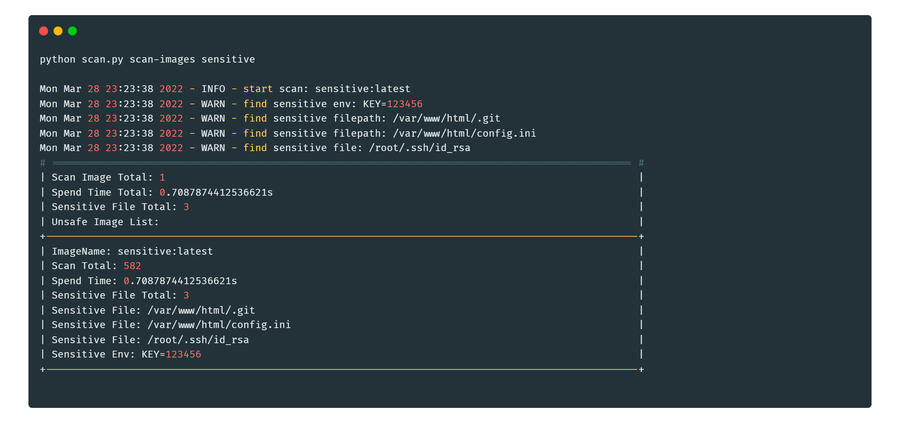 python scan.py scan-images sensitive
Mon Mar 28 23:23:38 2022 - INFO - start scan: sensitive:latest
Mon Mar 28 23:23:38 2022 - WARN - find sensitive env: KEY=123456
Mon Mar 28 23:23:38 2022 - WARN - find sensitive filepath: /var/www/html/.git
Mon Mar 28 23:23:38 2022 - WARN - find sensitive filepath: /var/www/html/config.ini
Mon Mar 28 23:23:38 2022 - WARN - find sensitive file: /root/.ssh/id_rsa
# ================================================================================ #
| Scan Image Total: 1 |
| Spend Time Total: 0.7087874412536621s |
| Sensitive File Total: 3 |
| Unsafe Image List: |
+--------------------------------------------------------------------------------+
| ImageName: sensitive:latest |
| Scan Total: 582 |
| Spend Time: 0.7087874412536621s |
| Sensitive File Total: 3 |
| Sensitive File: /var/www/html/.git |
| Sensitive File: /var/www/html/config.ini |
| Sensitive File: /root/.ssh/id_rsa |
| Sensitive Env: KEY=123456 |
+--------------------------------------------------------------------------------+